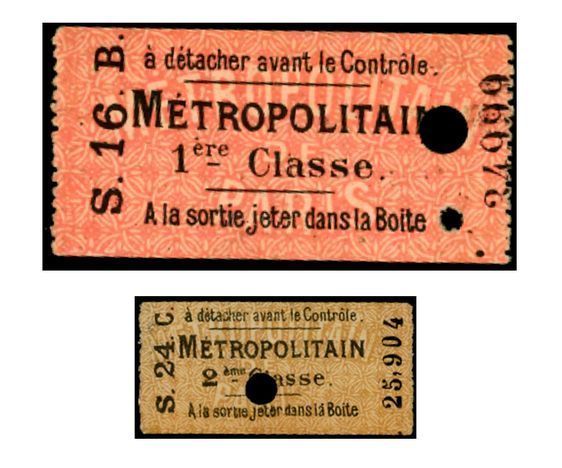 S. 16. B.
à détacher avant le Contrôle.
MÉTROPOLITAIN
1ère Classe.
A la sortie jeter dans la Boite
S. 24. C.
à détacher avant le Contrôle.
MÉTROPOLITAIN
2ème Classe.
A la sortie jeter dans la Boite
25,904